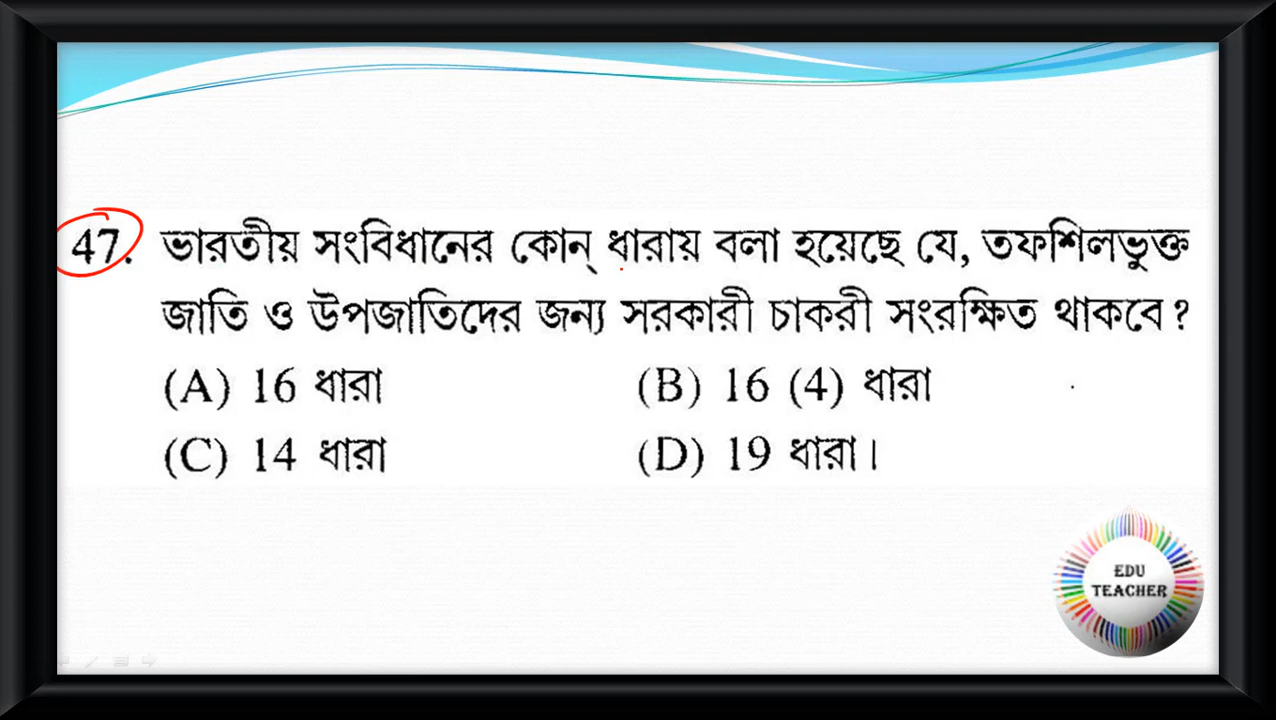 47. ভারতীয় সংবিধানের কোন্ ধারায় বলা হয়েছে যে, তফশিলভুক্ত
জাতি ও উপজাতিদের জন্য সরকারী চাকরী সংরক্ষিত থাকবে?
(A) 16 ধারা (B) 16 (4) ধারা
(C) 14 ধারা (D) 19 ধারা।
EDU
TEACHER